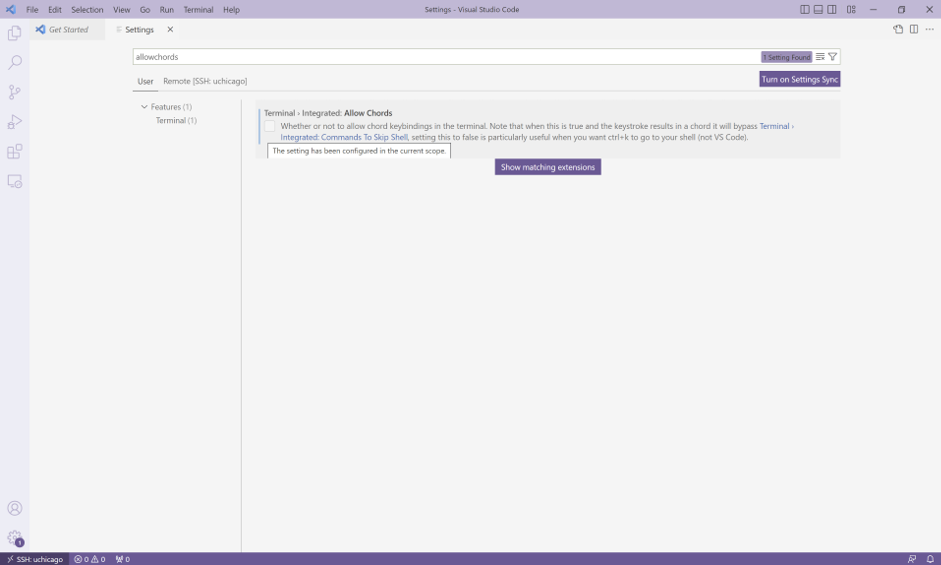 File Edit Selection View Go Run Terminal Help
Settings - Visual Studio Code
Get Started
Settings
allowchords
1 Setting Found
User
Remote [SSH: uchicago]
Turn on Settings Sync
Features (1)
Terminal (1)
Terminal › Integrated: Allow Chords
Whether or not to allow chord keybindings in the terminal. Note that when this is true and the keystroke results in a chord it will bypass Terminal ›
Integrated: Commands To Skip Shell, setting this to false is particularly useful when you want ctrl+k to go to your shell (not VS Code).
The setting has been configured in the current scope.
Show matching extensions
1
SSH: uchicago
0
0
0